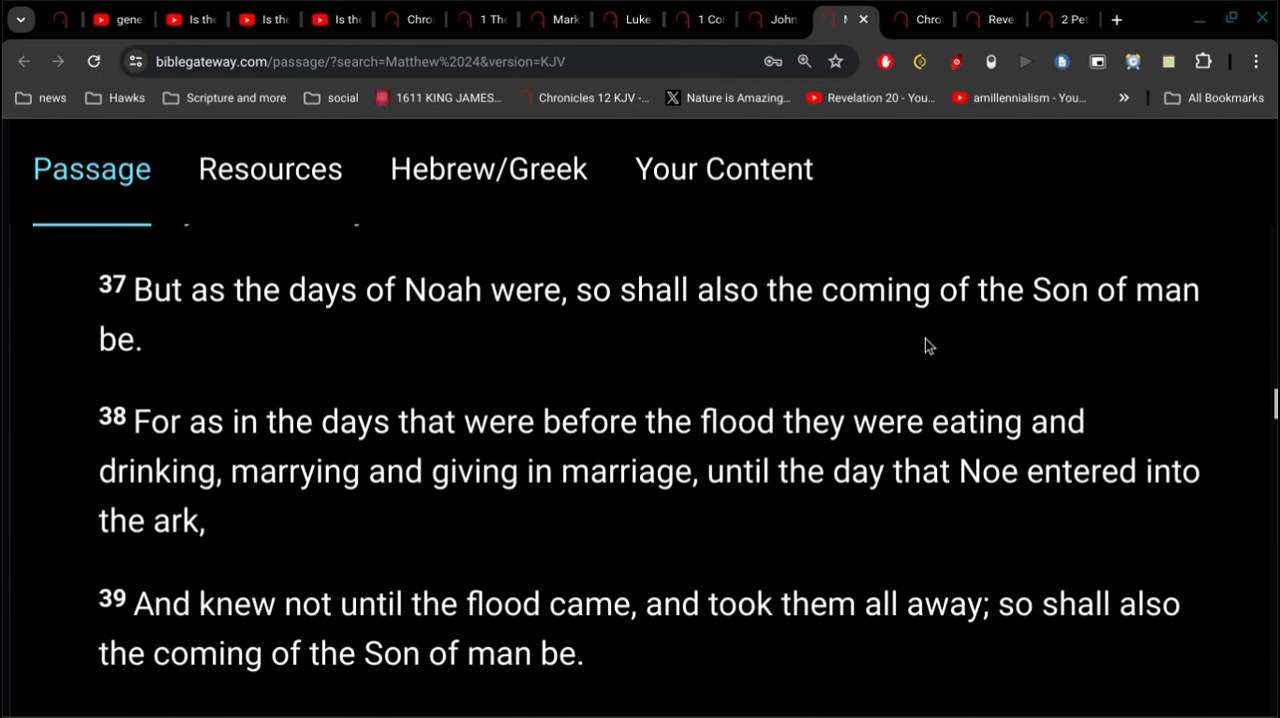 gene
Is the
Is the
Is the
Chro
1 The
Mark
Luke
1 Co
John
Chro
Reve
2 Pet
biblegateway.com/passage/?search=Matthew%2024&version=KJV
news
Hawks
Scripture and more
social
1611 KING JAMES...
Chronicles 12 KJV -...
Nature is Amazing...
Revelation 20 - You...
amillennialism - You...
»
All Bookmarks
Passage
Resources
Hebrew/Greek
Your Content
37 But as the days of Noah were, so shall also the coming of the Son of man
be.
38 For as in the days that were before the flood they were eating and
drinking, marrying and giving in marriage, until the day that Noe entered into
the ark,
39 And knew not until the flood came, and took them all away; so shall also
the coming of the Son of man be.